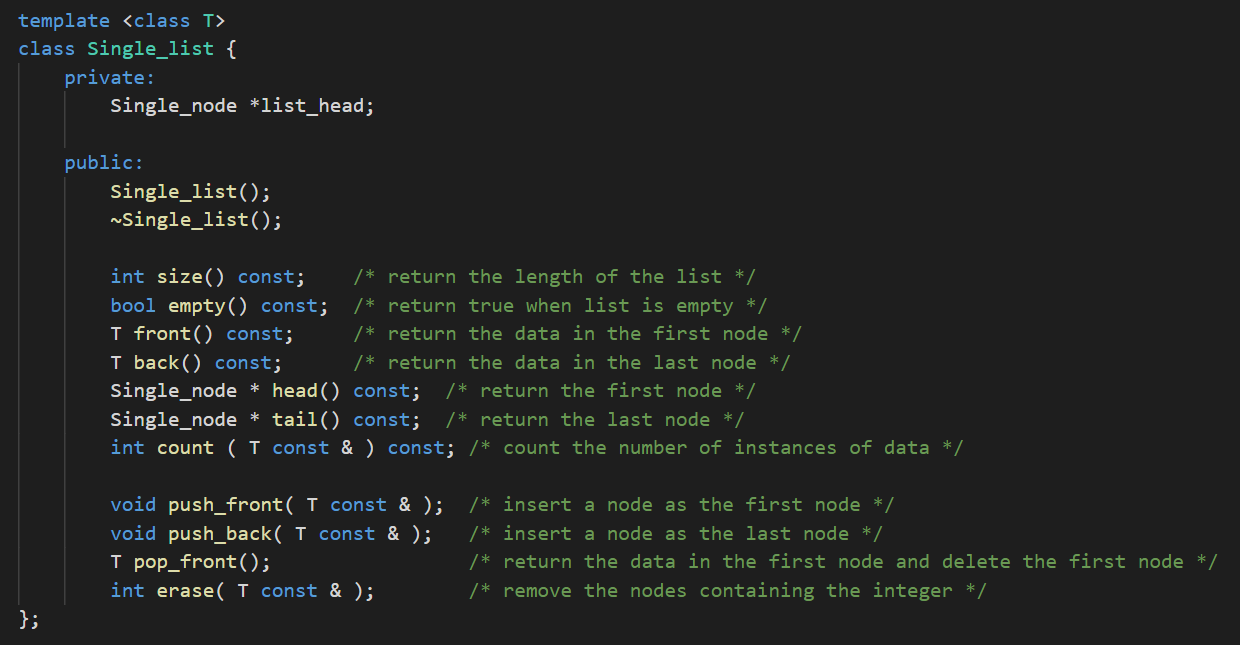 template <class T>
class Single_list {
    private:
        Single_node *list_head;

    public:
        Single_list();
        ~Single_list();

        int size() const;    /* return the length of the list */
        bool empty() const;  /* return true when list is empty */
        T front() const;     /* return the data in the first node */
        T back() const;      /* return the data in the last node */
        Single_node * head() const;  /* return the first node */
        Single_node * tail() const;  /* return the last node */
        int count ( T const & ) const; /* count the number of instances of data */

        void push_front( T const & );  /* insert a node as the first node */
        void push_back( T const & );   /* insert a node as the last node */
        T pop_front();                 /* return the data in the first node and delete the first node */
        int erase( T const & );        /* remove the nodes containing the integer */
};